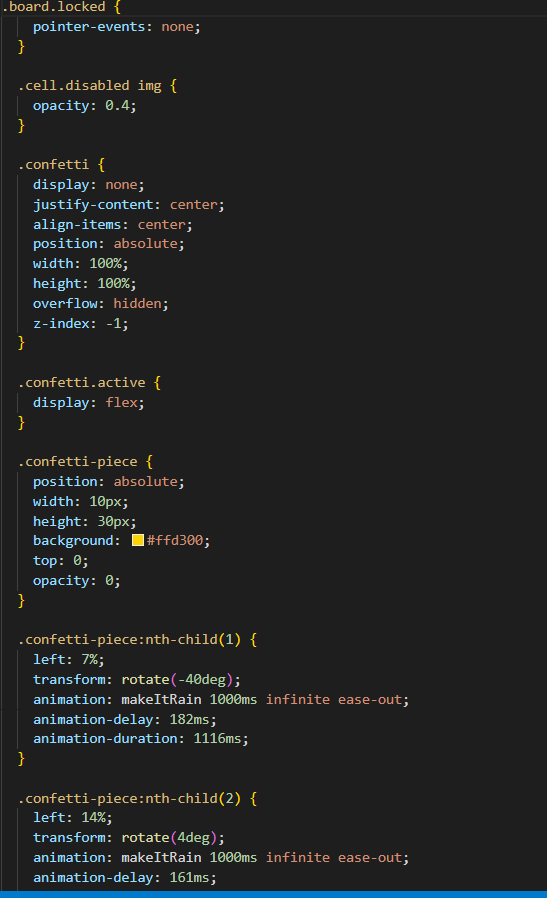 .board.locked {
pointer-events: none;
}
.cell.disabled img {
opacity: 0.4;
}
.confetti {
display: none;
justify-content: center;
align-items: center;
position: absolute;
width: 100%;
height: 100%;
overflow: hidden;
z-index: -1;
}
.confetti.active {
display: flex;
}
.confetti-piece {
position: absolute;
width: 10px;
height: 30px;
background: #ffd300;
top: 0;
opacity: 0;
}
.confetti-piece:nth-child(1) {
left: 7%;
transform: rotate(-40deg);
animation: makeItRain 1000ms infinite ease-out;
animation-delay: 182ms;
animation-duration: 1116ms;
}
.confetti-piece:nth-child(2) {
left: 14%;
transform: rotate(4deg);
animation: makeItRain 1000ms infinite ease-out;
animation-delay: 161ms;